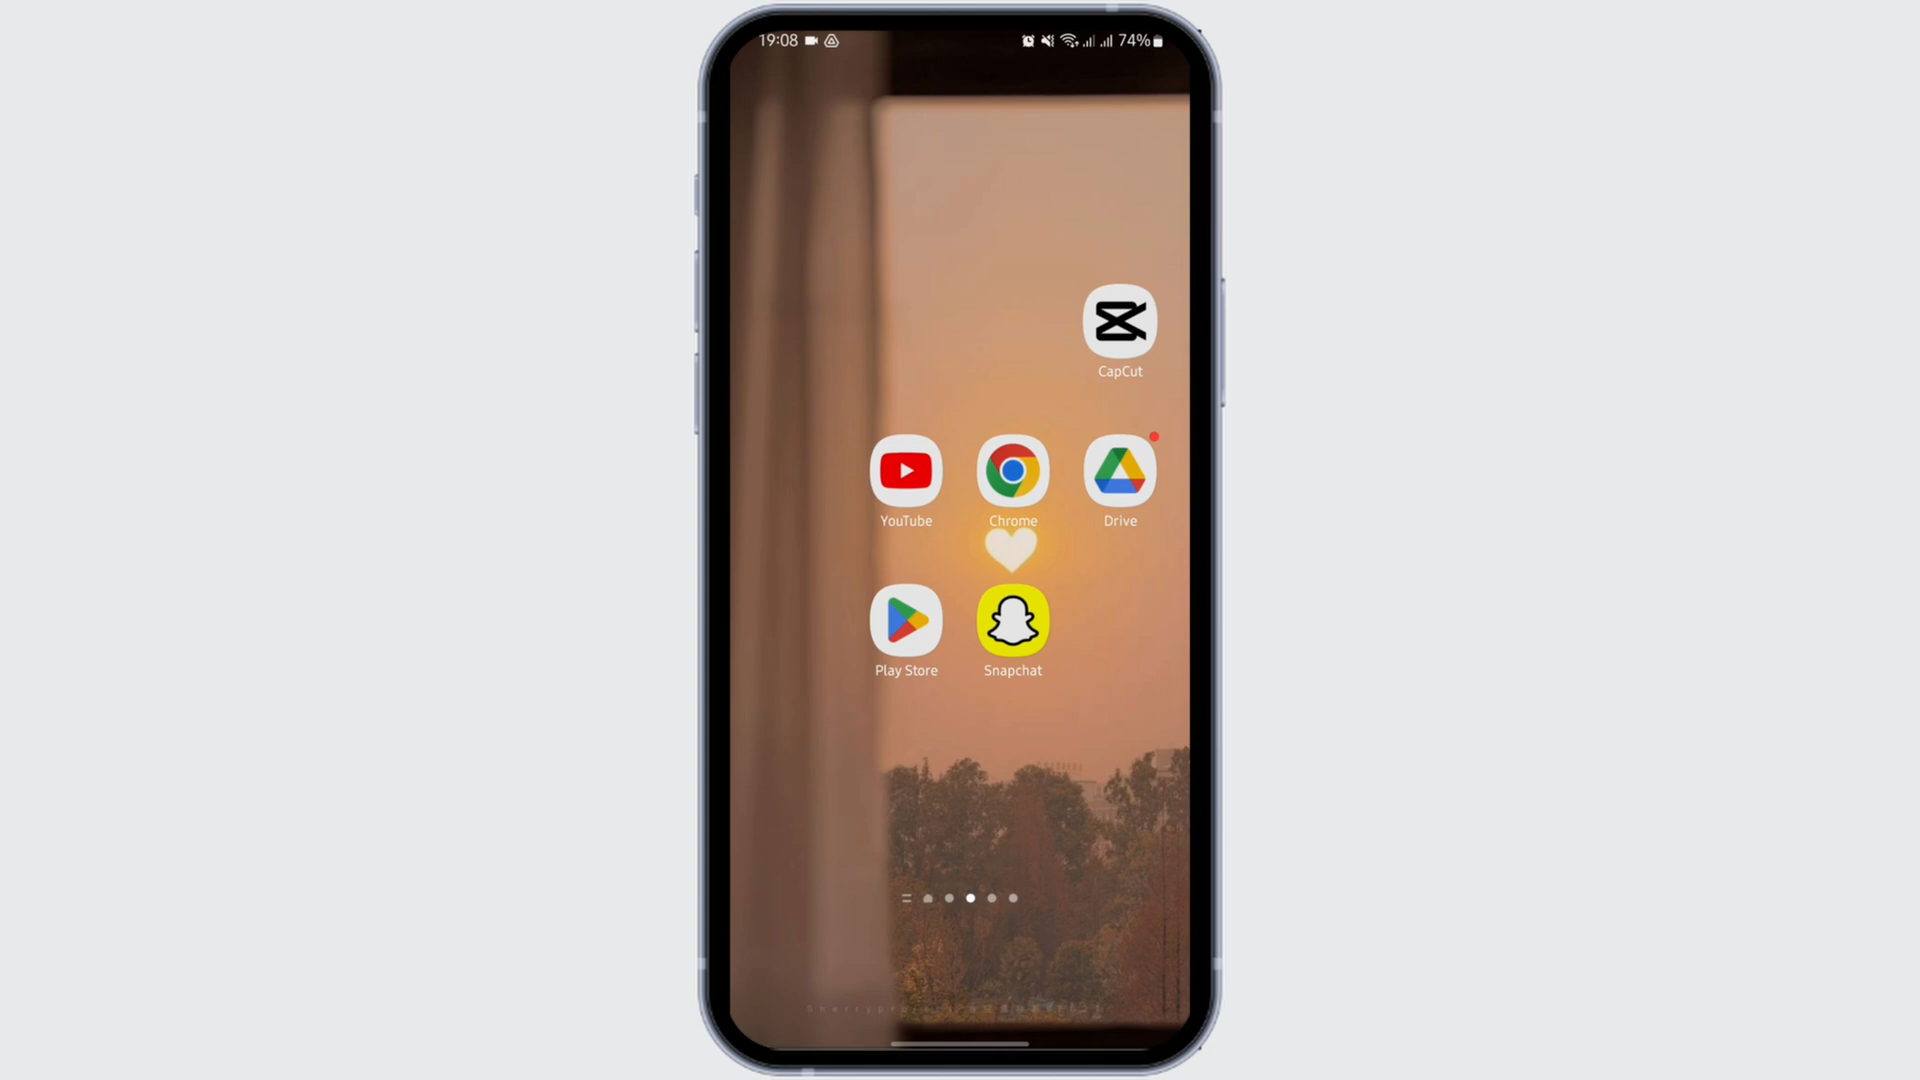 19:08
74%
CapCut
YouTube Chrome Drive
Play Store Snapchat